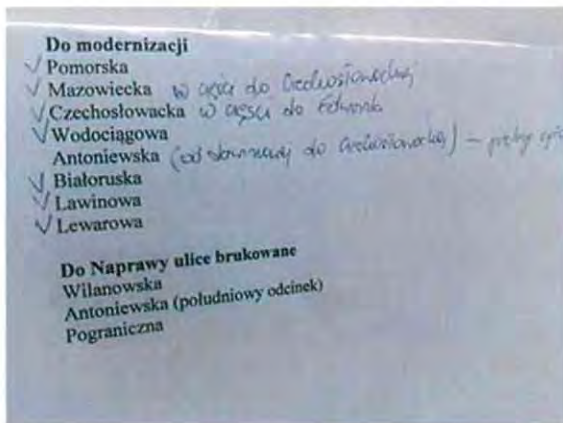 Do modernizacji
Pomorska
Mazowiecka w części do Czechosłowackiej
Czechosłowacka w części do
Wodociągowa
Antoniewska (od do Czechosłowackiej) –
Białoruska
Lawinowa
Lewarowa
Do Naprawy ulice brukowane
Wilanowska
Antoniewska (południowy odcinek)
Pograniczna